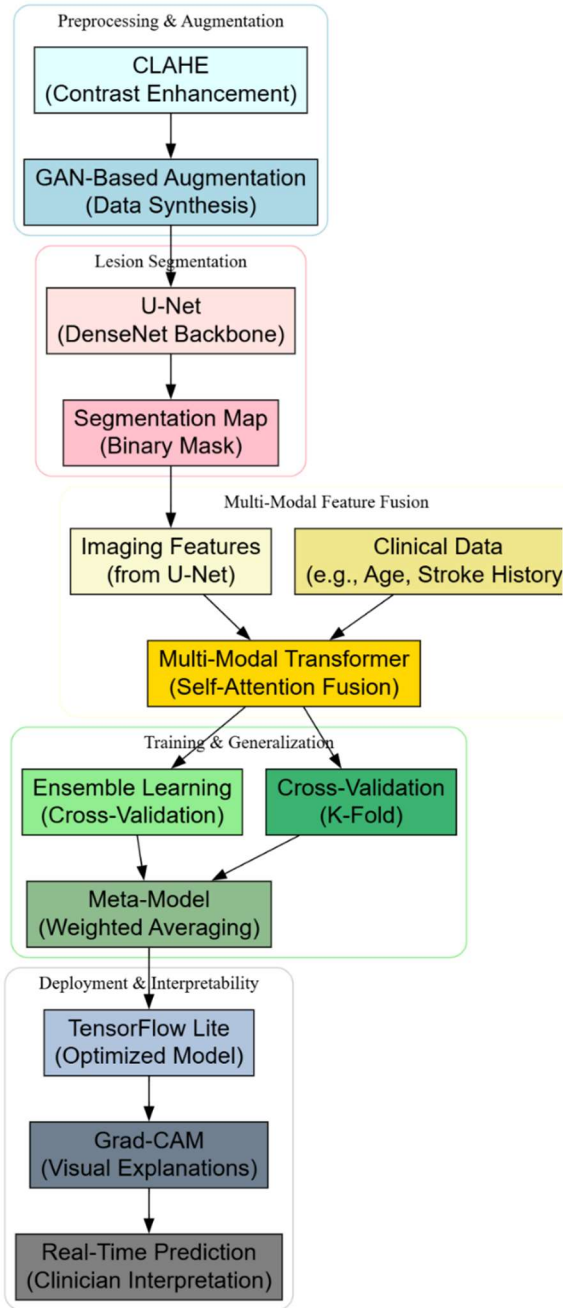 Preprocessing & Augmentation
CLAHE
(Contrast Enhancement)
GAN-Based Augmentation
(Data Synthesis)
Lesion Segmentation
U-Net
(DenseNet Backbone)
Segmentation Map
(Binary Mask)
Multi-Modal Feature Fusion
Imaging Features
(from U-Net)
Clinical Data
(e.g., Age, Stroke History
Multi-Modal Transformer
(Self-Attention Fusion)
Training & Generalization
Ensemble Learning
(Cross-Validation)
Cross-Validation
(K-Fold)
Meta-Model
(Weighted Averaging)
Deployment & Interpretability
TensorFlow Lite
(Optimized Model)
Grad-CAM
(Visual Explanations)
Real-Time Prediction
(Clinician Interpretation)